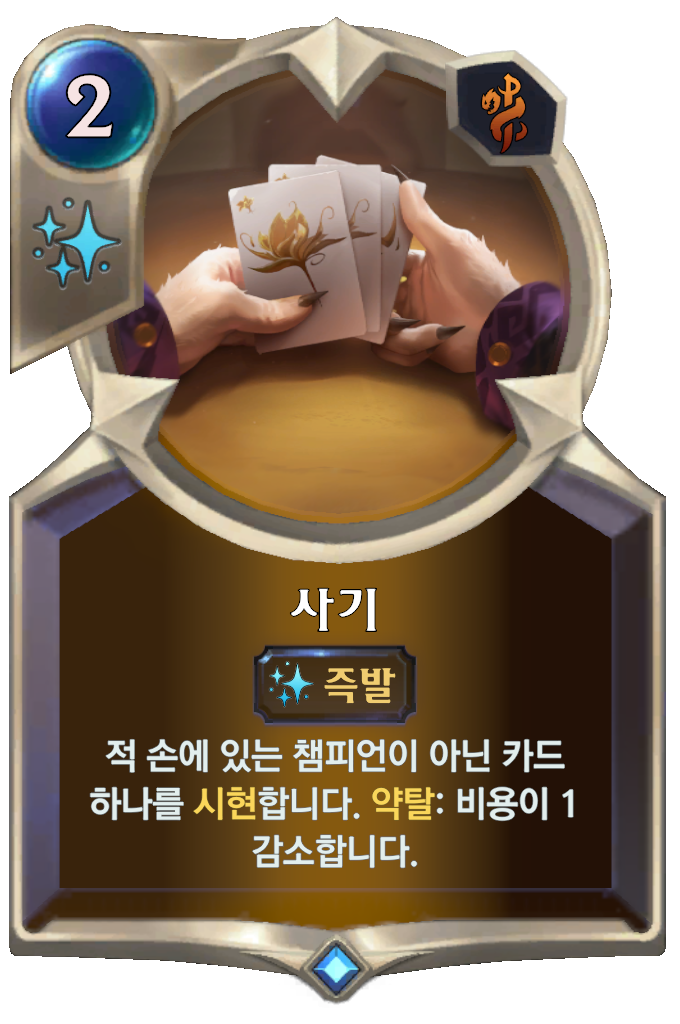 2
사기
즉발
적 손에 있는 챔피언이 아닌 카드
하나를 시현합니다. 약탈: 비용이 1
감소합니다.